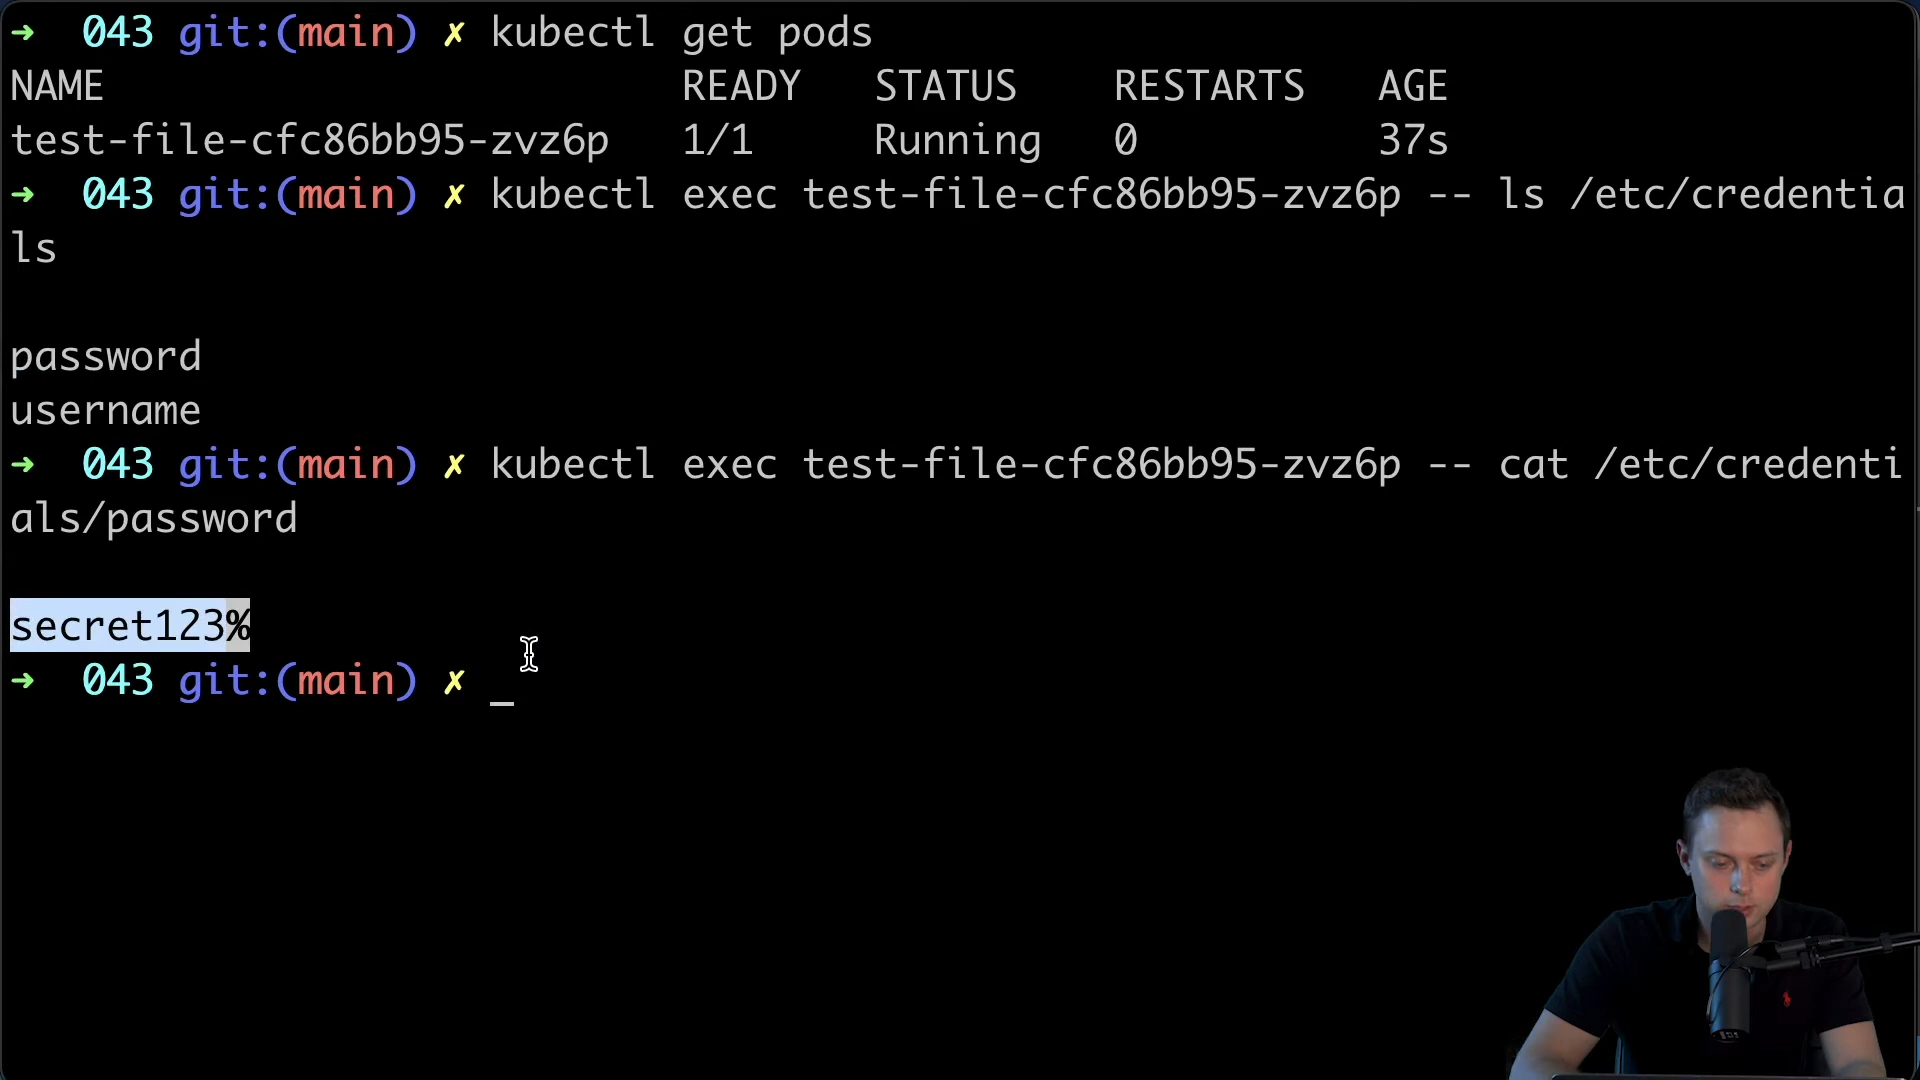 ➜  043 git:(main) ✗ kubectl get pods
NAME                        READY   STATUS    RESTARTS   AGE
test-file-cfc86bb95-zvz6p   1/1     Running   0          37s
➜  043 git:(main) ✗ kubectl exec test-file-cfc86bb95-zvz6p -- ls /etc/credentia
ls
password
username
➜  043 git:(main) ✗ kubectl exec test-file-cfc86bb95-zvz6p -- cat /etc/credenti
als/password
secret123%
➜  043 git:(main) ✗ _